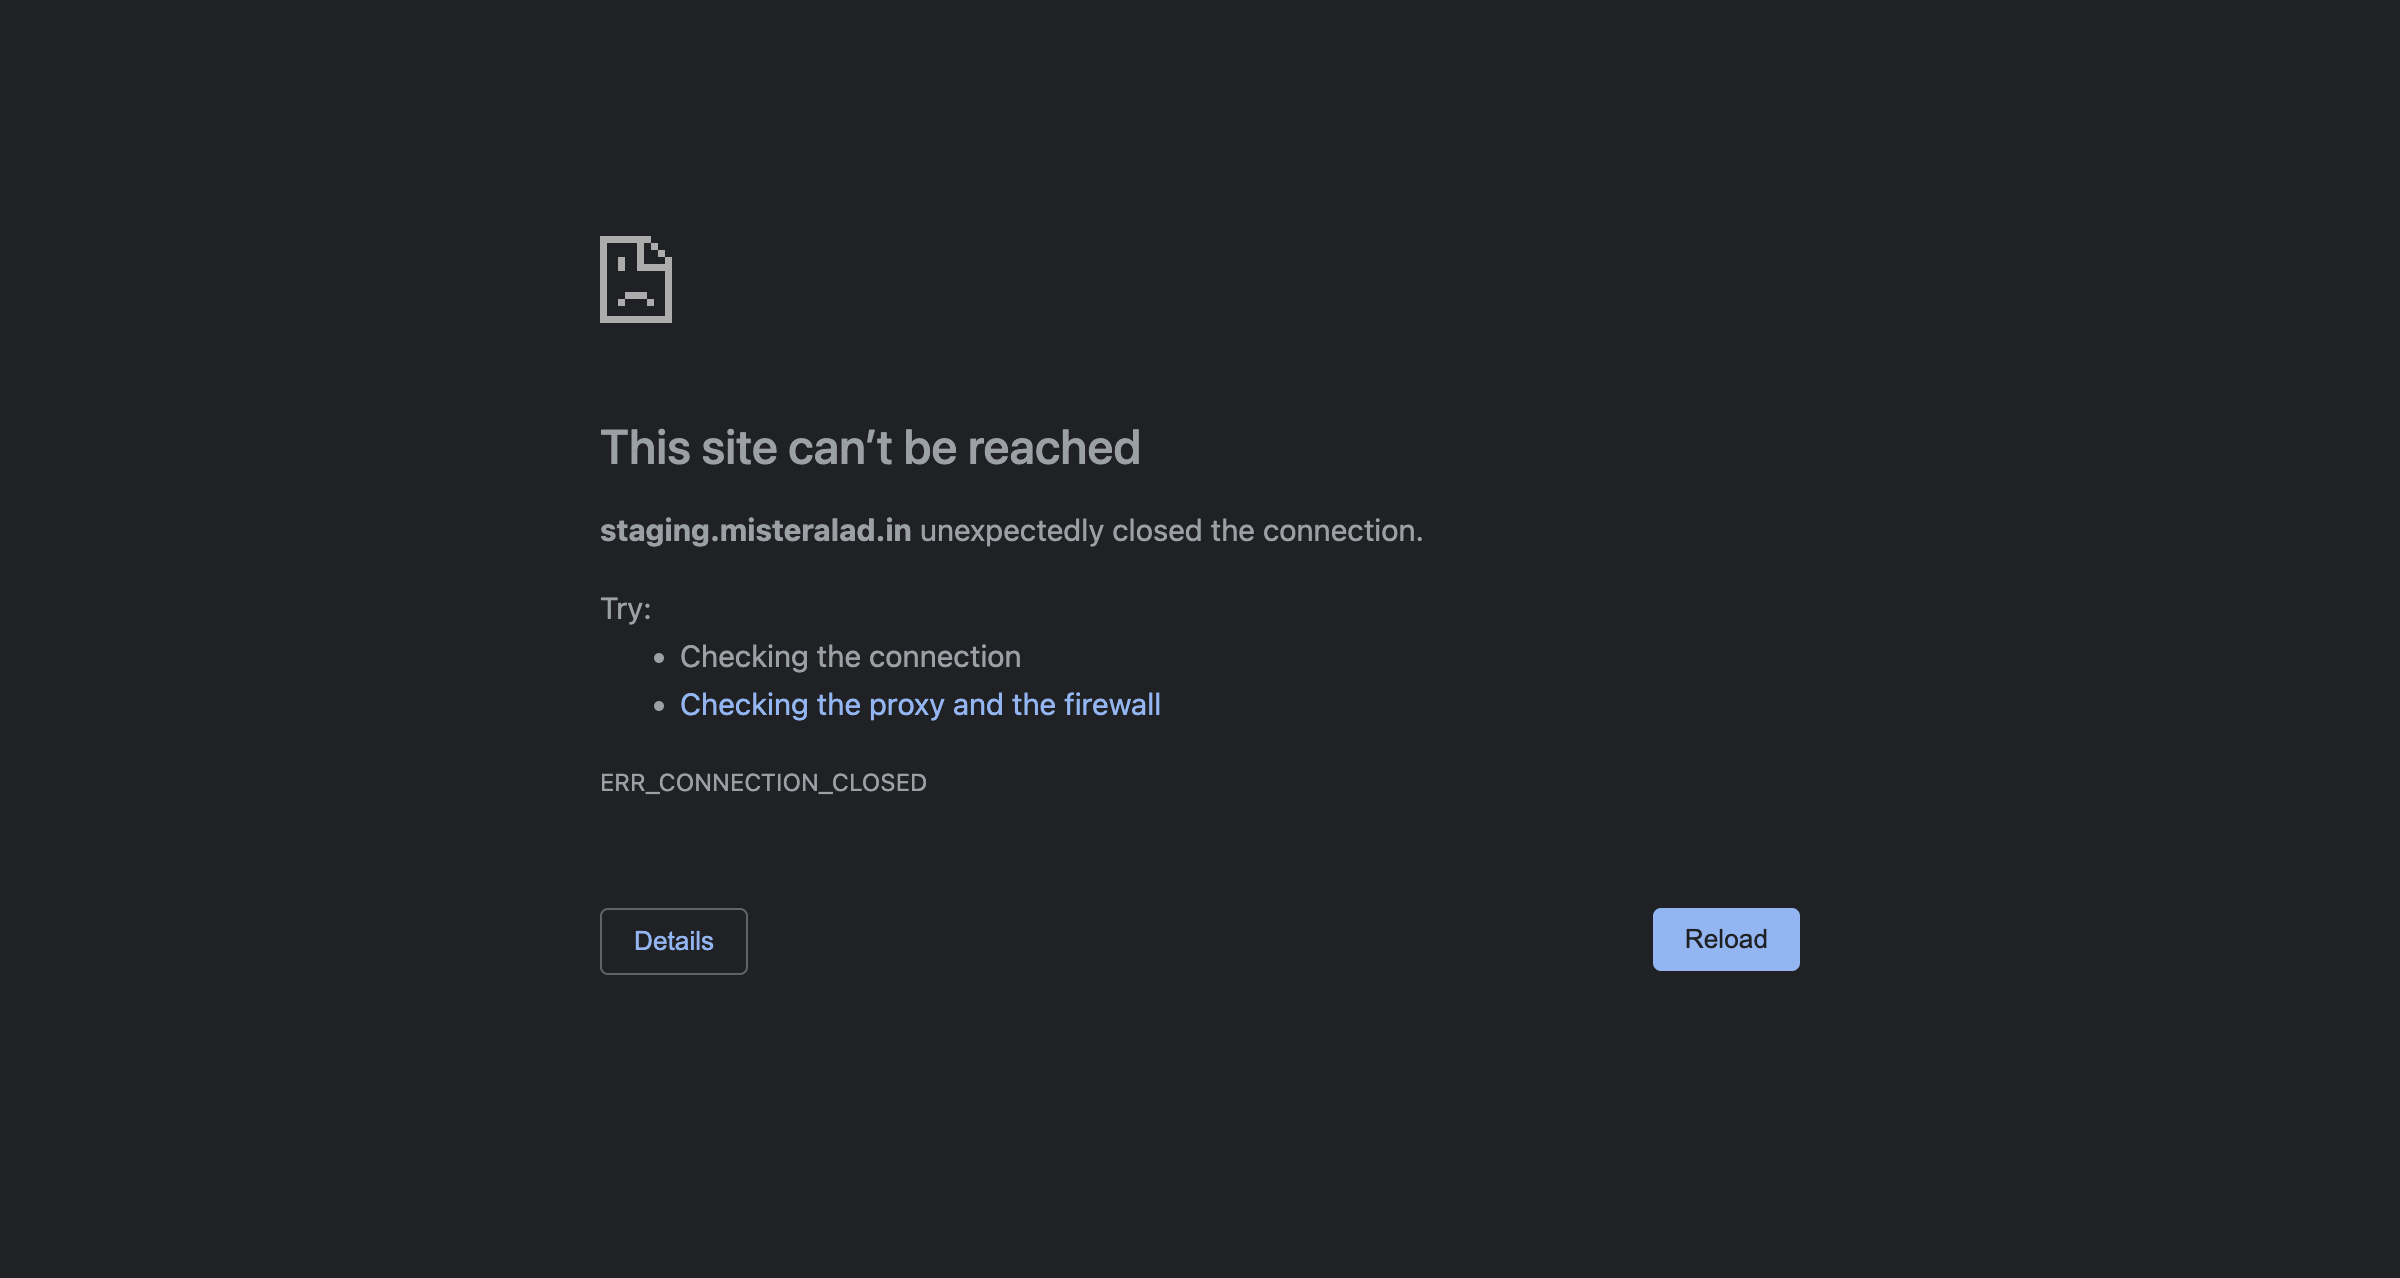 This site can’t be reached
staging.misteralad.in unexpectedly closed the connection.
Try:
• Checking the connection
• Checking the proxy and the firewall
ERR_CONNECTION_CLOSED
Details
Reload